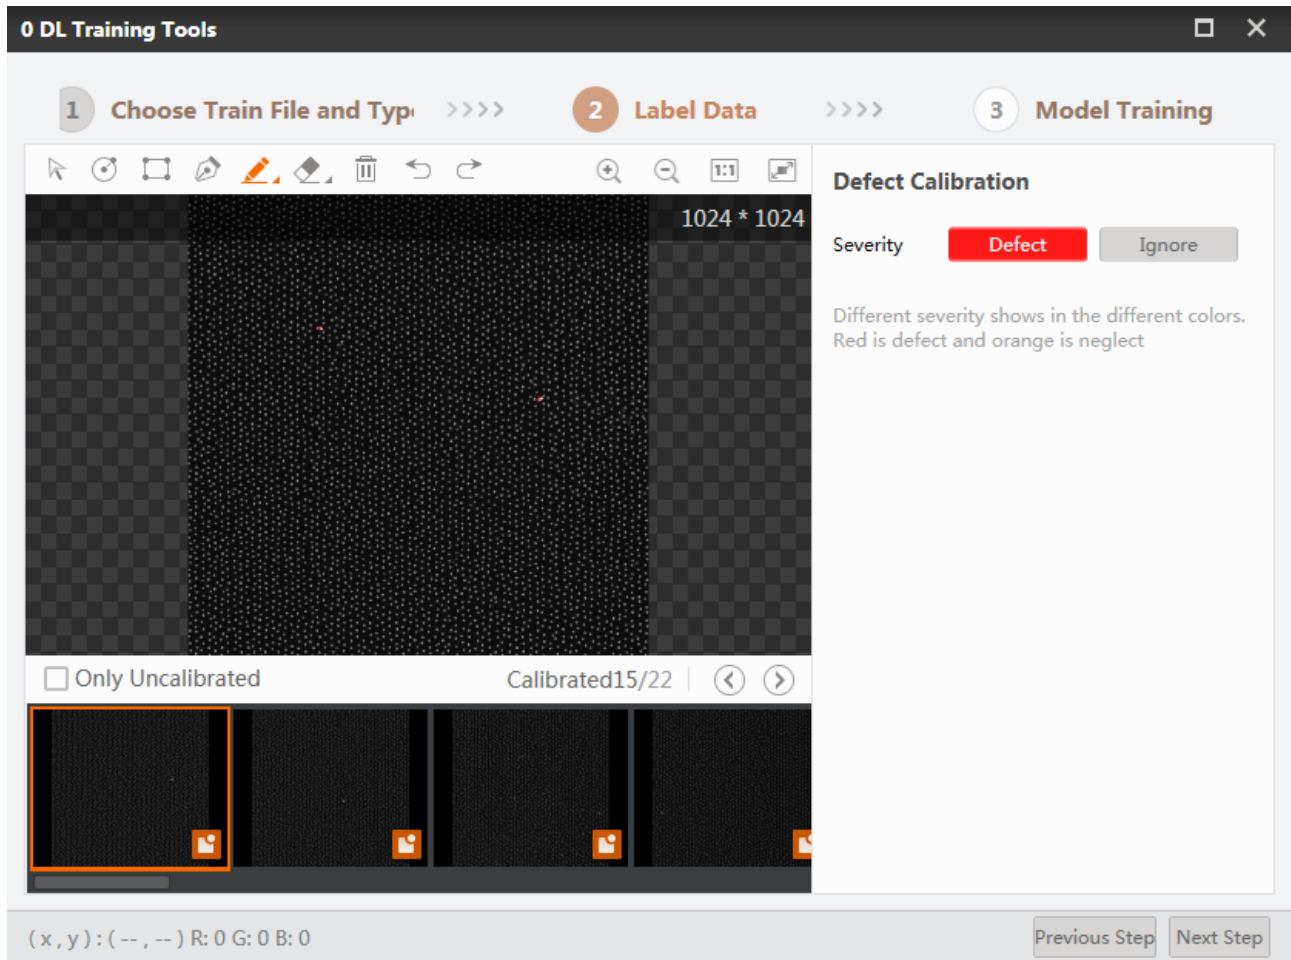 0 DL Training Tools
1 Choose Train File and Typ >>>> 2 Label Data >>>> 3 Model Training
1:1
1024 * 1024
Defect Calibration
Severity Defect Ignore
Different severity shows in the different colors.
Red is defect and orange is neglect
Only Uncalibrated Calibrated15/22
( x , y ) : ( -- , -- ) R: 0 G: 0 B: 0
Previous Step Next Step